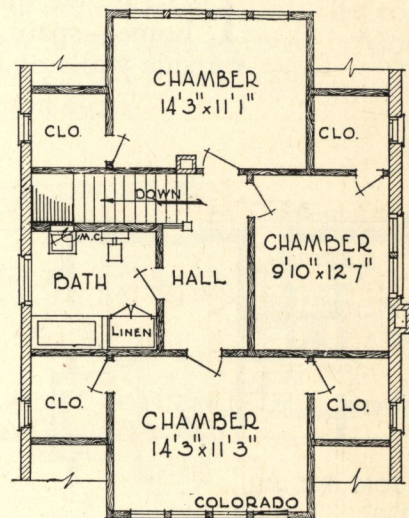 CHAMBER
14'3"x11'1"
CLO.
CLO.
DOWN
M.C.
CHAMBER
9'10"x12'7"
BATH
HALL
LINEN
CLO.
CHAMBER
14'3"x11'3"
CLO.
COLORADO